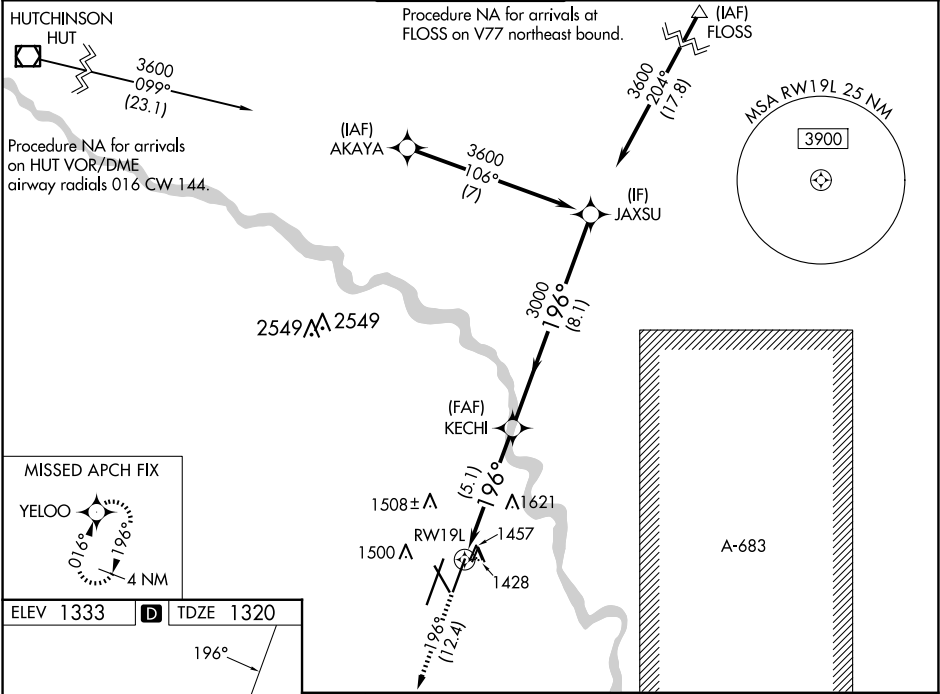 HUTCHINSON
HUT
3600
099°
(23.1)
Procedure NA for arrivals
on HUT VOR/DME
airway radials 016 CW 144.
Procedure NA for arrivals at
FLOSS on V77 northeast bound.
(IAF)
FLOSS
3600
204°
(17.8)
MSA RW19L 25 NM
3900
(IAF)
AKAYA
3600
106°
(7)
(IF)
JAXSU
3000
196°
(8.1)
2549
2549
(FAF)
KECHI
196°
(5.1)
1508±
1621
RW19L
1457
1500
1428
196°
(12.4)
A-683
MISSED APCH FIX
YELOO
016°
196°
4 NM
ELEV 1333
D
TDZE 1320
196°